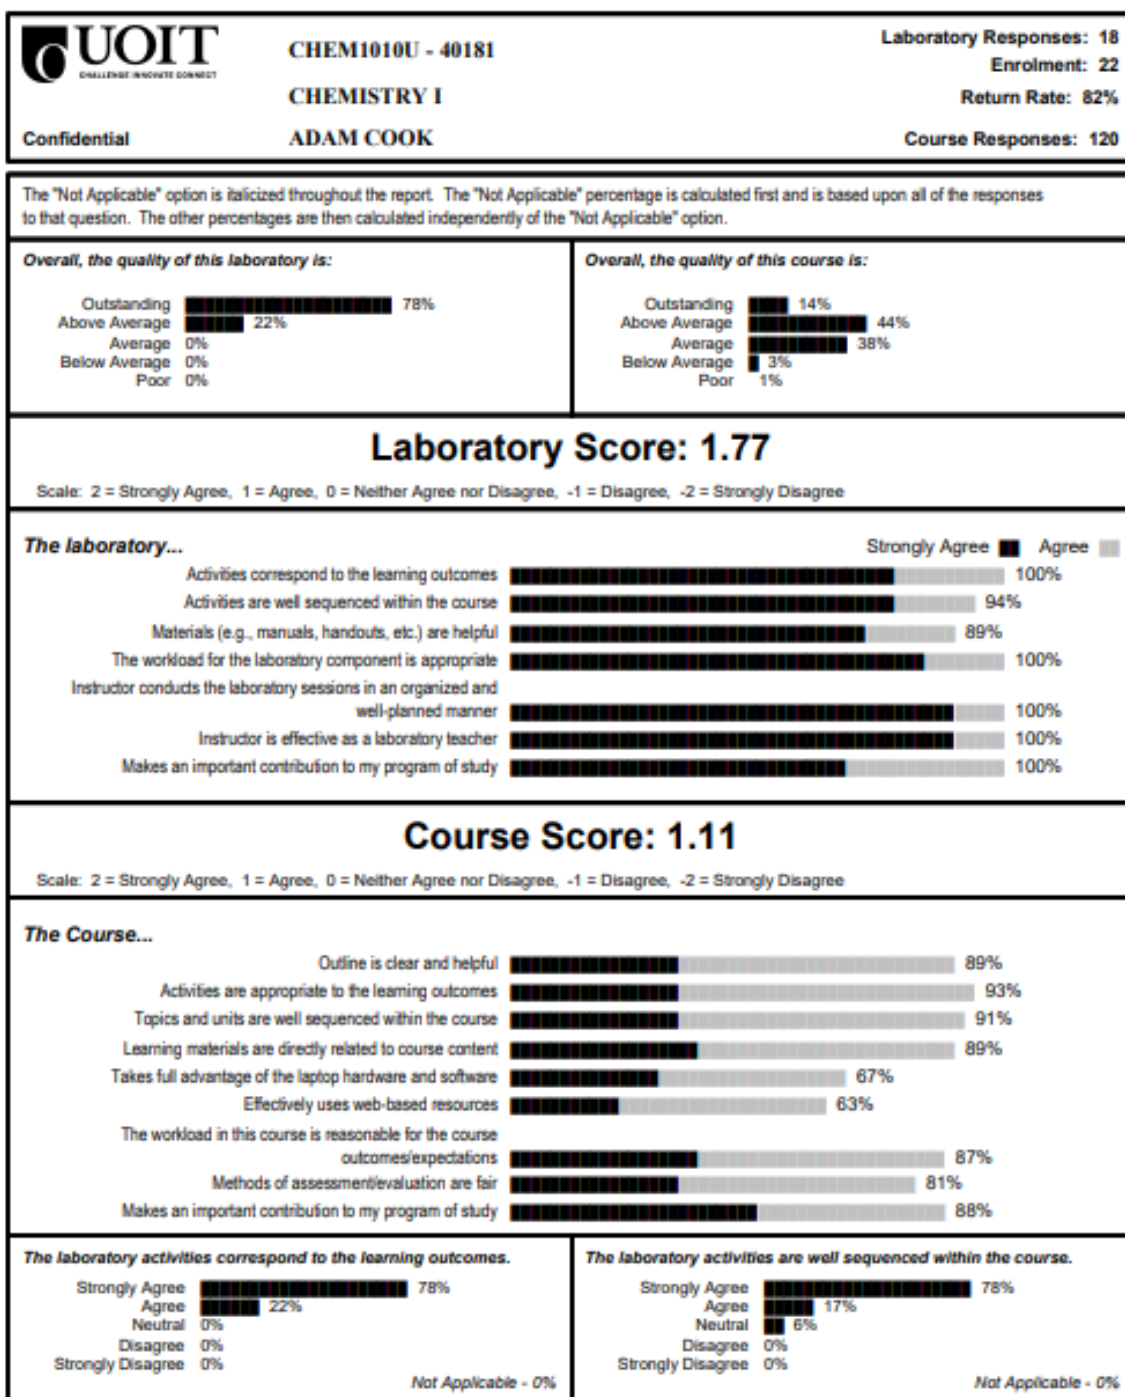 UOIT
CHALLENGE INNOVATE CONNECT
CHEM1010U - 40181
CHEMISTRY I
Confidential
ADAM COOK
Laboratory Responses: 18
Enrolment: 22
Return Rate: 82%
Course Responses: 120
The "Not Applicable" option is italicized throughout the report. The "Not Applicable" percentage is calculated first and is based upon all of the responses
to that question. The other percentages are then calculated independently of the "Not Applicable" option.
Overall, the quality of this laboratory is:
Outstanding 78%
Above Average 22%
Average 0%
Below Average 0%
Poor 0%
Overall, the quality of this course is:
Outstanding 14%
Above Average 44%
Average 38%
Below Average 3%
Poor 1%
Laboratory Score: 1.77
Scale: 2 = Strongly Agree, 1 = Agree, 0 = Neither Agree nor Disagree, -1 = Disagree, -2 = Strongly Disagree
The laboratory...
Strongly Agree Agree
Activities correspond to the learning outcomes 100%
Activities are well sequenced within the course 94%
Materials (e.g., manuals, handouts, etc.) are helpful 89%
The workload for the laboratory component is appropriate 100%
Instructor conducts the laboratory sessions in an organized and
well-planned manner 100%
Instructor is effective as a laboratory teacher 100%
Makes an important contribution to my program of study 100%
Course Score: 1.11
Scale: 2 = Strongly Agree, 1 = Agree, 0 = Neither Agree nor Disagree, -1 = Disagree, -2 = Strongly Disagree
The Course...
Outline is clear and helpful 89%
Activities are appropriate to the learning outcomes 93%
Topics and units are well sequenced within the course 91%
Learning materials are directly related to course content 89%
Takes full advantage of the laptop hardware and software 67%
Effectively uses web-based resources 63%
The workload in this course is reasonable for the course
outcomes/expectations 87%
Methods of assessment/evaluation are fair 81%
Makes an important contribution to my program of study 88%
The laboratory activities correspond to the learning outcomes.
Strongly Agree 78%
Agree 22%
Neutral 0%
Disagree 0%
Strongly Disagree 0%
Not Applicable - 0%
The laboratory activities are well sequenced within the course.
Strongly Agree 78%
Agree 17%
Neutral 6%
Disagree 0%
Strongly Disagree 0%
Not Applicable - 0%